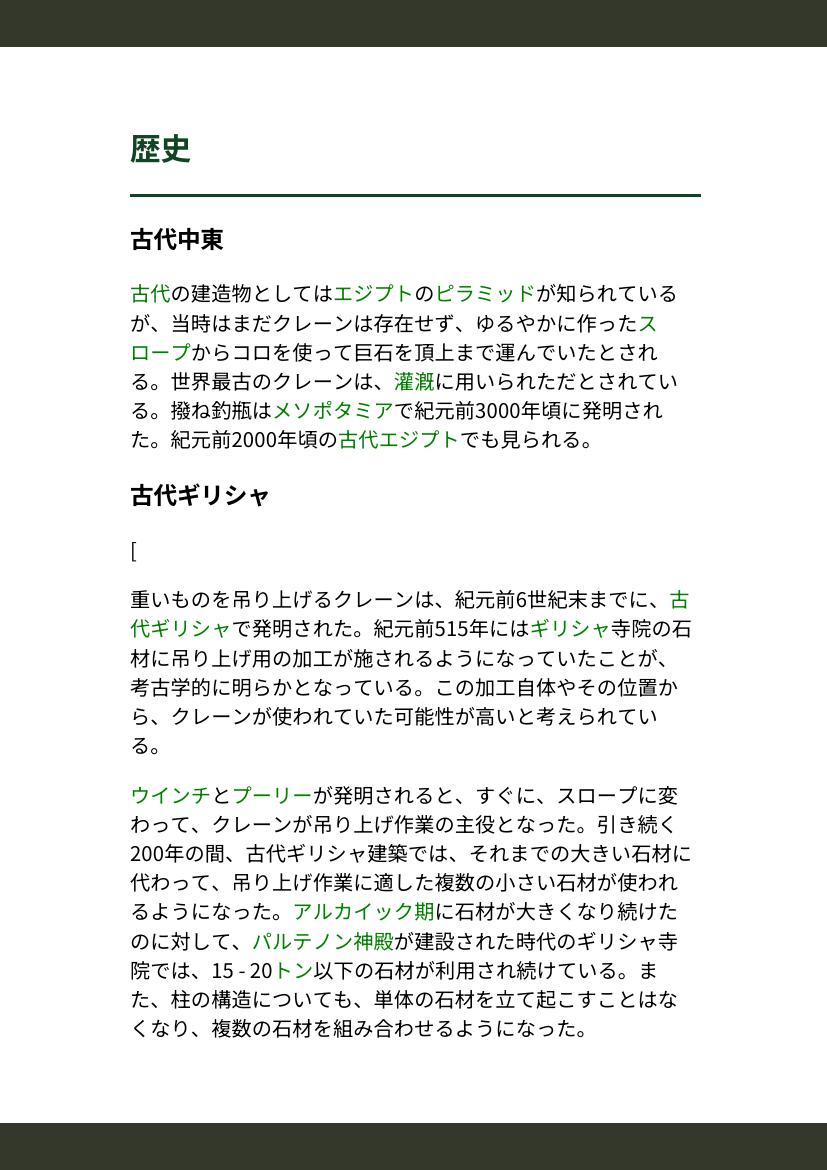 歴史
古代中東
古代の建造物としてはエジプトのピラミッドが知られている
が、当時はまだクレーンは存在せず、ゆるやかに作ったス
ロープからコロを使って巨石を頂上まで運んでいたとされ
る。世界最古のクレーンは、灌漑に用いられただとされてい
る。撥ね釣瓶はメソポタミアで紀元前3000年頃に発明され
た。紀元前2000年頃の古代エジプトでも見られる。
古代ギリシャ
[
重いものを吊り上げるクレーンは、紀元前6世紀末までに、古
代ギリシャで発明された。紀元前515年にはギリシャ寺院の石
材に吊り上げ用の加工が施されるようになっていたことが、
考古学的に明らかとなっている。この加工自体やその位置か
ら、クレーンが使われていた可能性が高いと考えられてい
る。
ウインチとプーリーが発明されると、すぐに、スロープに変
わって、クレーンが吊り上げ作業の主役となった。引き続く
200年の間、古代ギリシャ建築では、それまでの大きい石材に
代わって、吊り上げ作業に適した複数の小さい石材が使われ
るようになった。アルカイック期に石材が大きくなり続けた
のに対して、パルテノン神殿が建設された時代のギリシャ寺
院では、15 - 20トン以下の石材が利用され続けている。ま
た、柱の構造についても、単体の石材を立て起こすことはな
くなり、複数の石材を組み合わせるようになった。